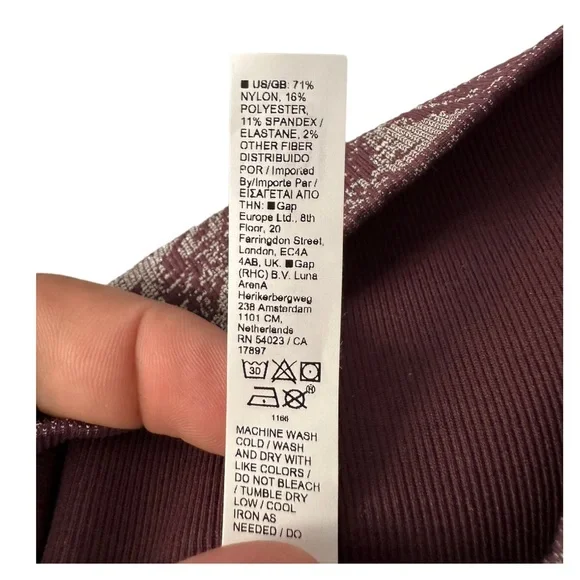 ■ US/GB: 71%
NYLON, 16%
POLYESTER,
11% SPANDEX /
ELASTANE, 2%
OTHER FIBER
DISTRIBUIDO
POR / Imported
By/Importe Par /
ΕΙΣΑΓΕΤΑΙ ΑΠΟ
ΤΗΝ: ■ Gap
Europe Ltd., 8th
Floor, 20
Farringdon Street,
London, EC4A
4AB, UK. ■ Gap
(RHC) B.V. Luna
ArenA
Herikerbergweg
238 Amsterdam
1101 CM,
Netherlands
RN 54023 / CA
17897
30
H
1166
MACHINE WASH
COLD / WASH
AND DRY WITH
LIKE COLORS /
DO NOT BLEACH
/ TUMBLE DRY
LOW / COOL
IRON AS
NEEDED / DO